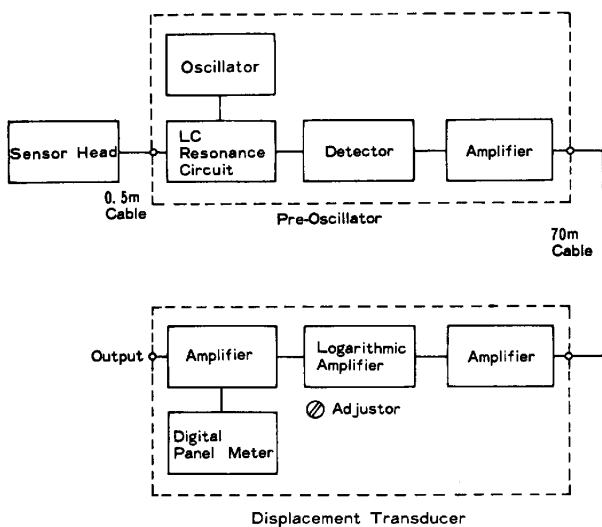 Oscillator
Sensor Head
LC
Resonance
Circuit
Detector
Amplifier
0.5m
Cable
Pre-Oscillator
70m
Cable
Output
Amplifier
Logarithmic
Amplifier
Amplifier
Adjustor
Digital
Panel Meter
Displacement Transducer